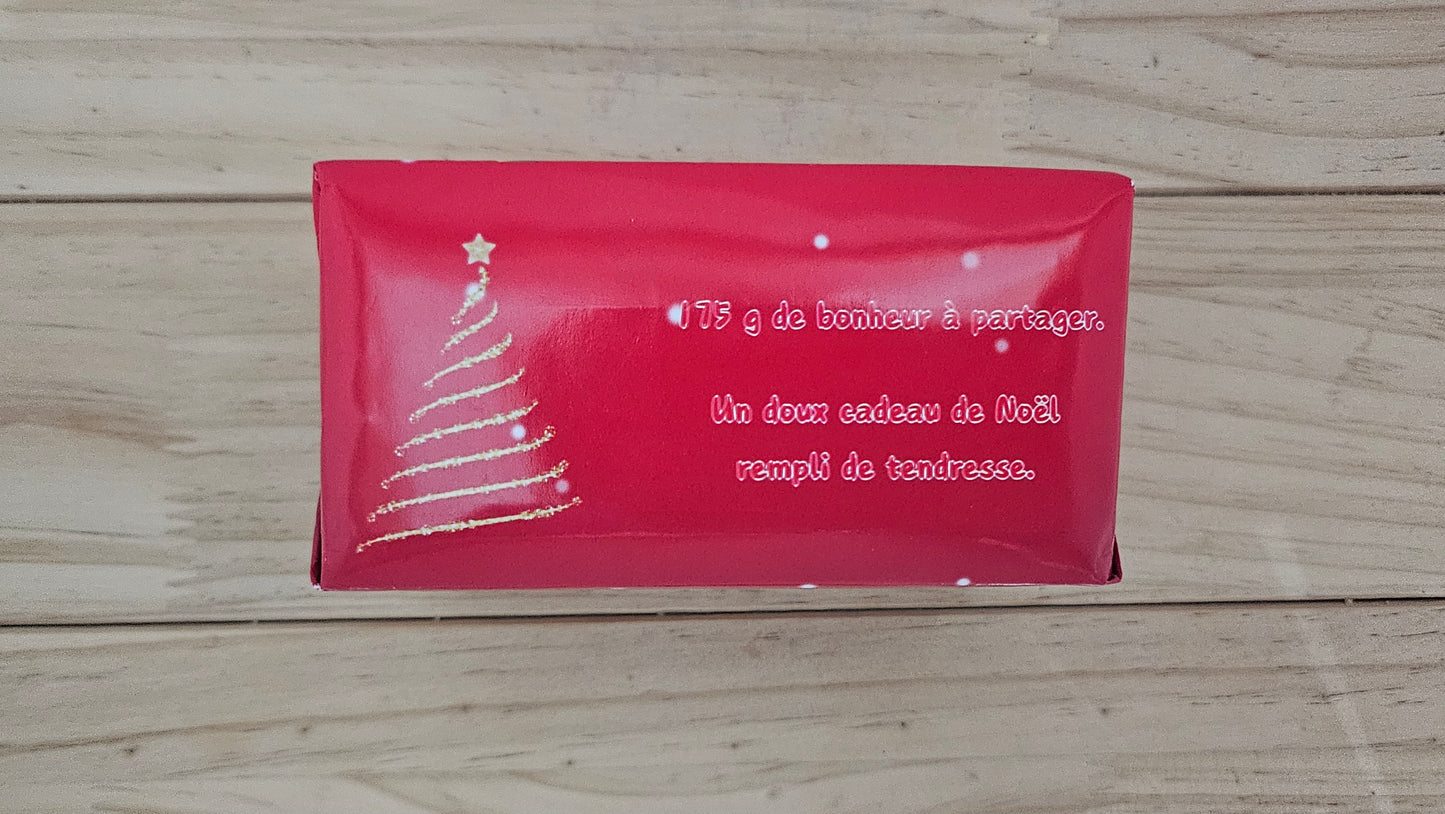 175 g de bonheur à partager.
Un doux cadeau de Noël
rempli de tendresse.